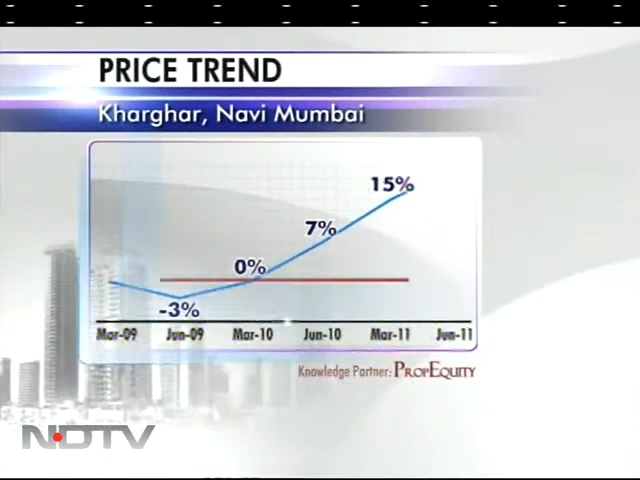 PRICE TREND
Kharghar, Navi Mumbai
15%
7%
0%
-3%
Mar-09 Jun-09 Mar-10 Jun-10 Mar-11 Jun-11
Knowledge Partner: PROPEQUITY
NDTV